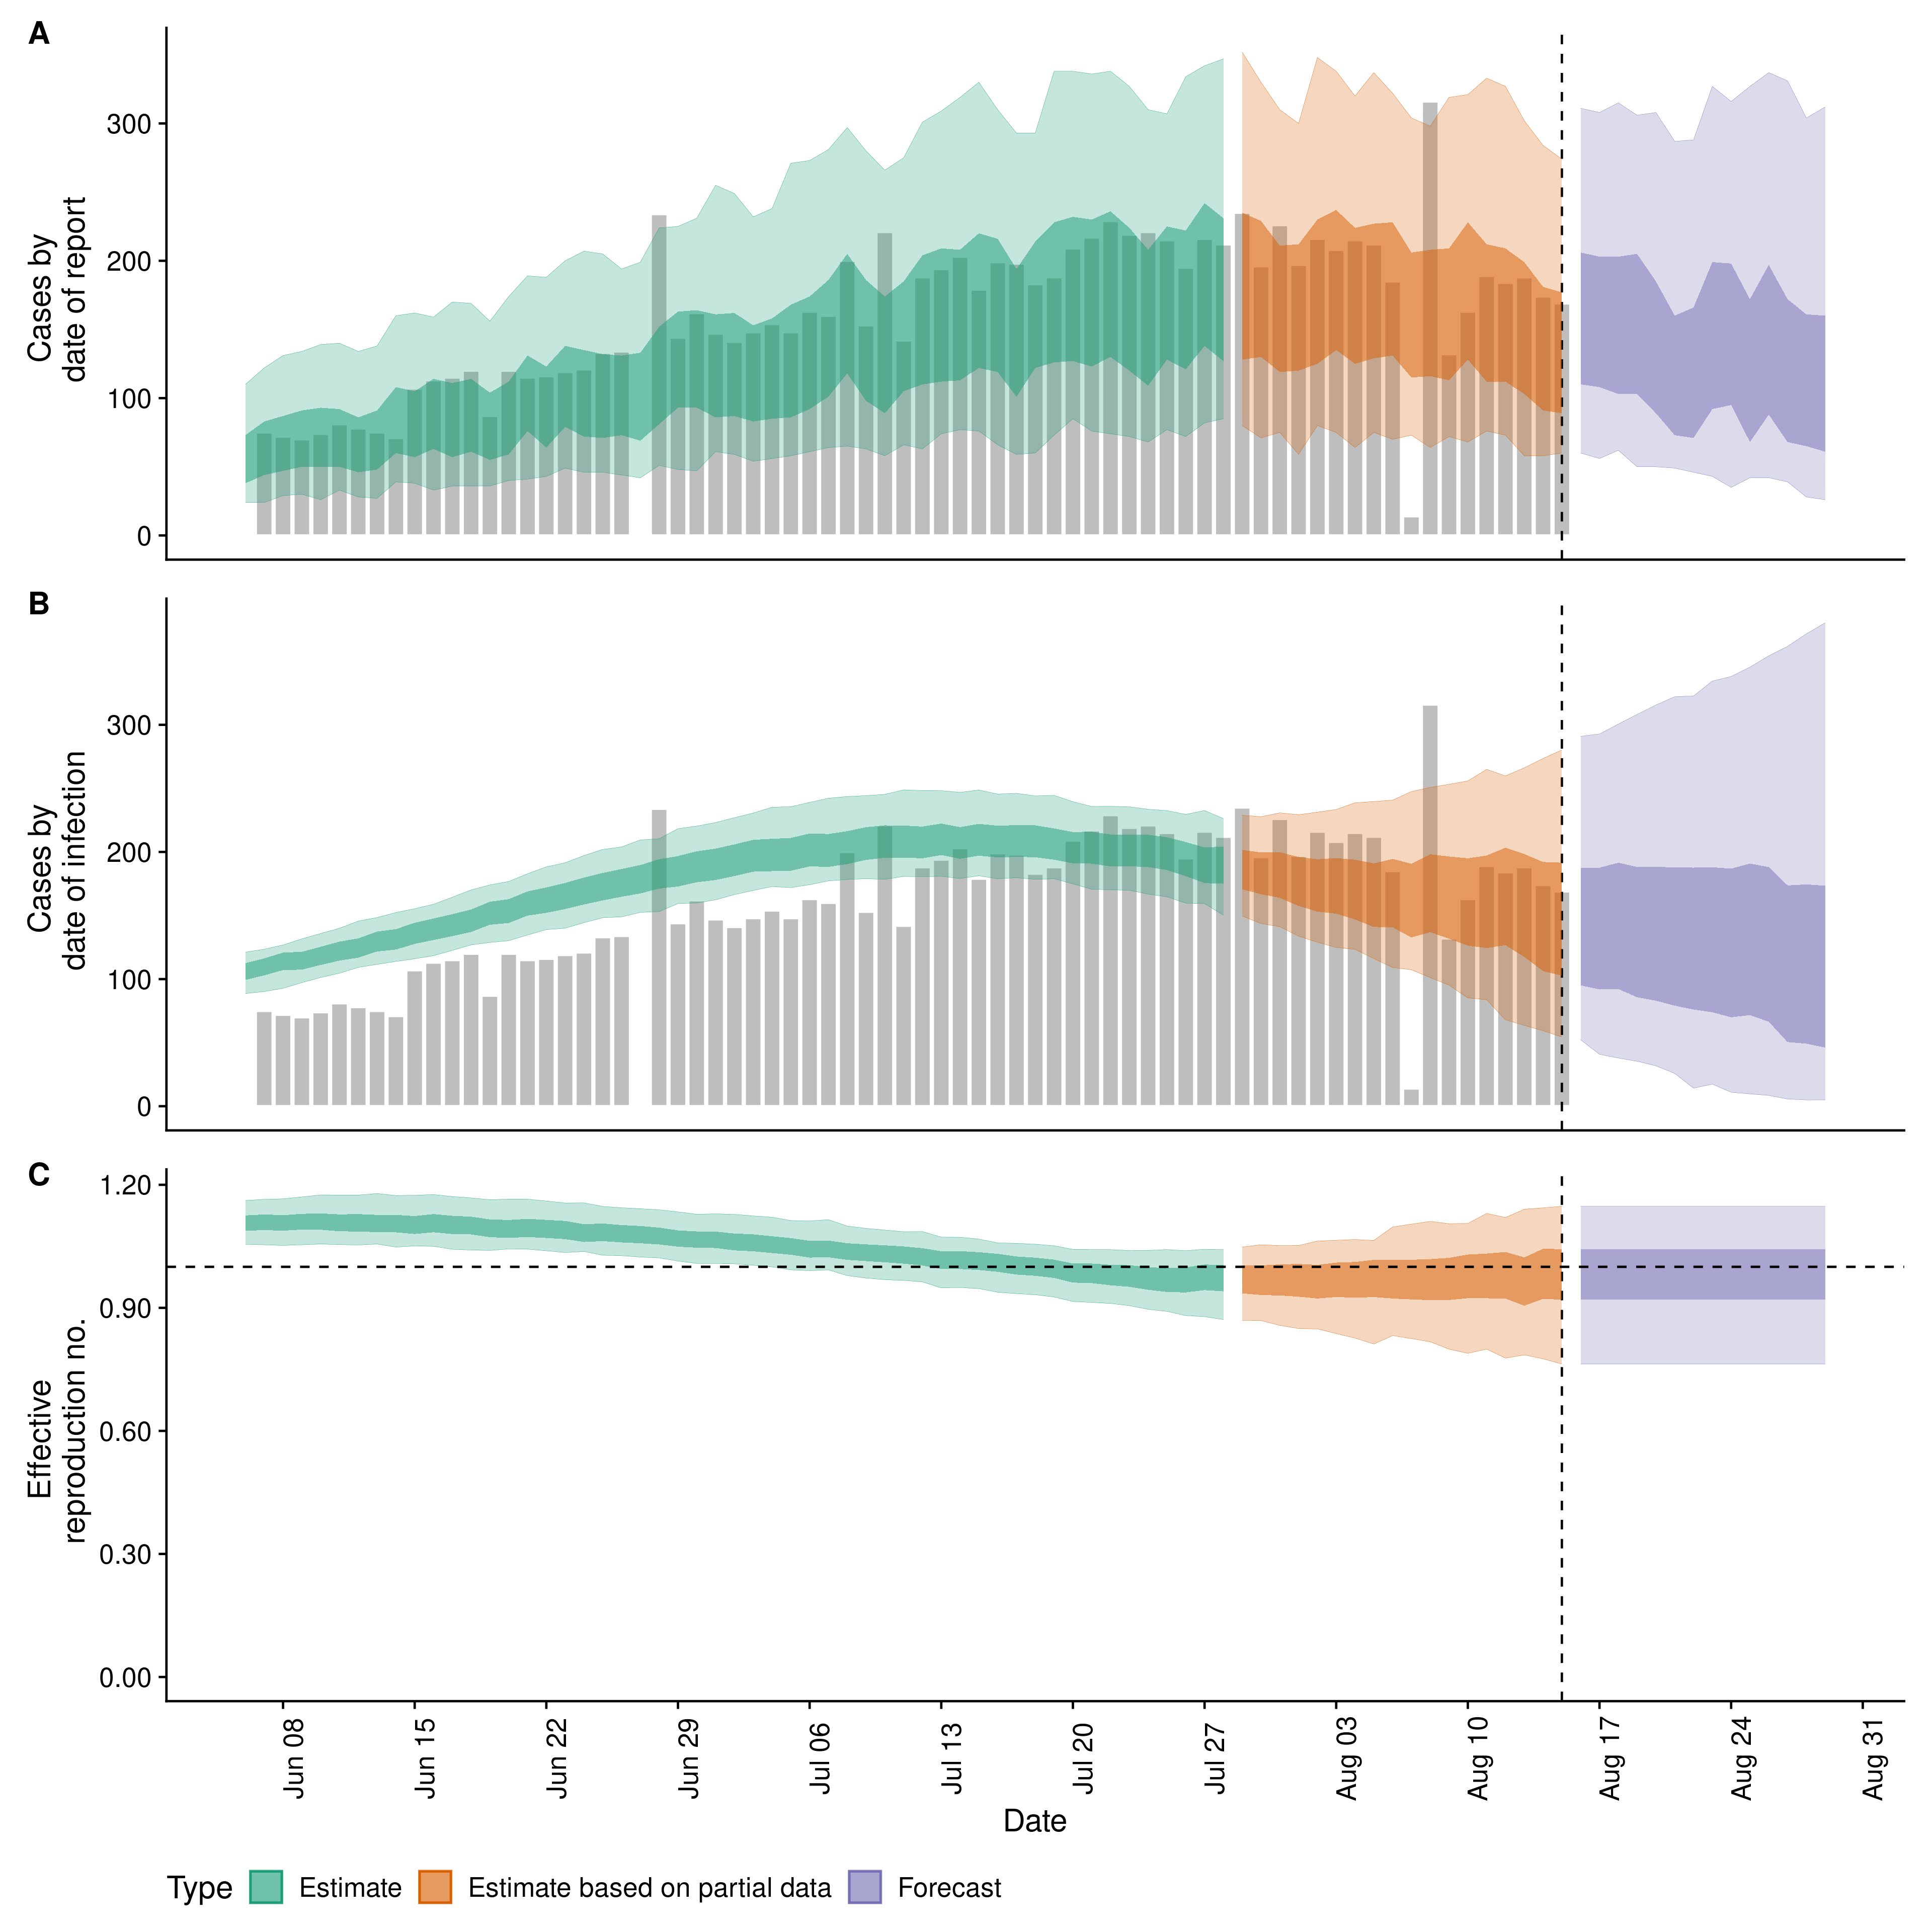 A
Cases by
date of report
300
200
100
0
B
Cases by
date of infection
300
200
100
0
C
Effective
reproduction no.
1.20
0.90
0.60
0.30
0.00
Jun 08
Jun 15
Jun 22
Jun 29
Jul 06
Jul 13
Jul 20
Jul 27
Aug 03
Aug 10
Aug 17
Aug 24
Aug 31
Date
Type Estimate Estimate based on partial data Forecast